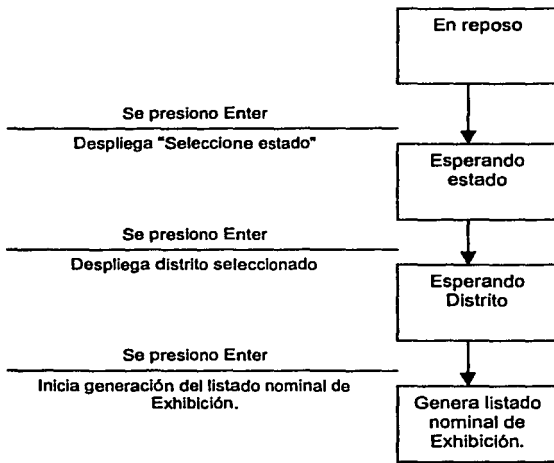 En reposo
Se presiono Enter
Despliega "Seleccione estado"
Esperando
estado
Se presiono Enter
Despliega distrito seleccionado
Esperando
Distrito
Se presiono Enter
Inicia generación del listado nominal de
Exhibición.
Genera listado
nominal de
Exhibición.